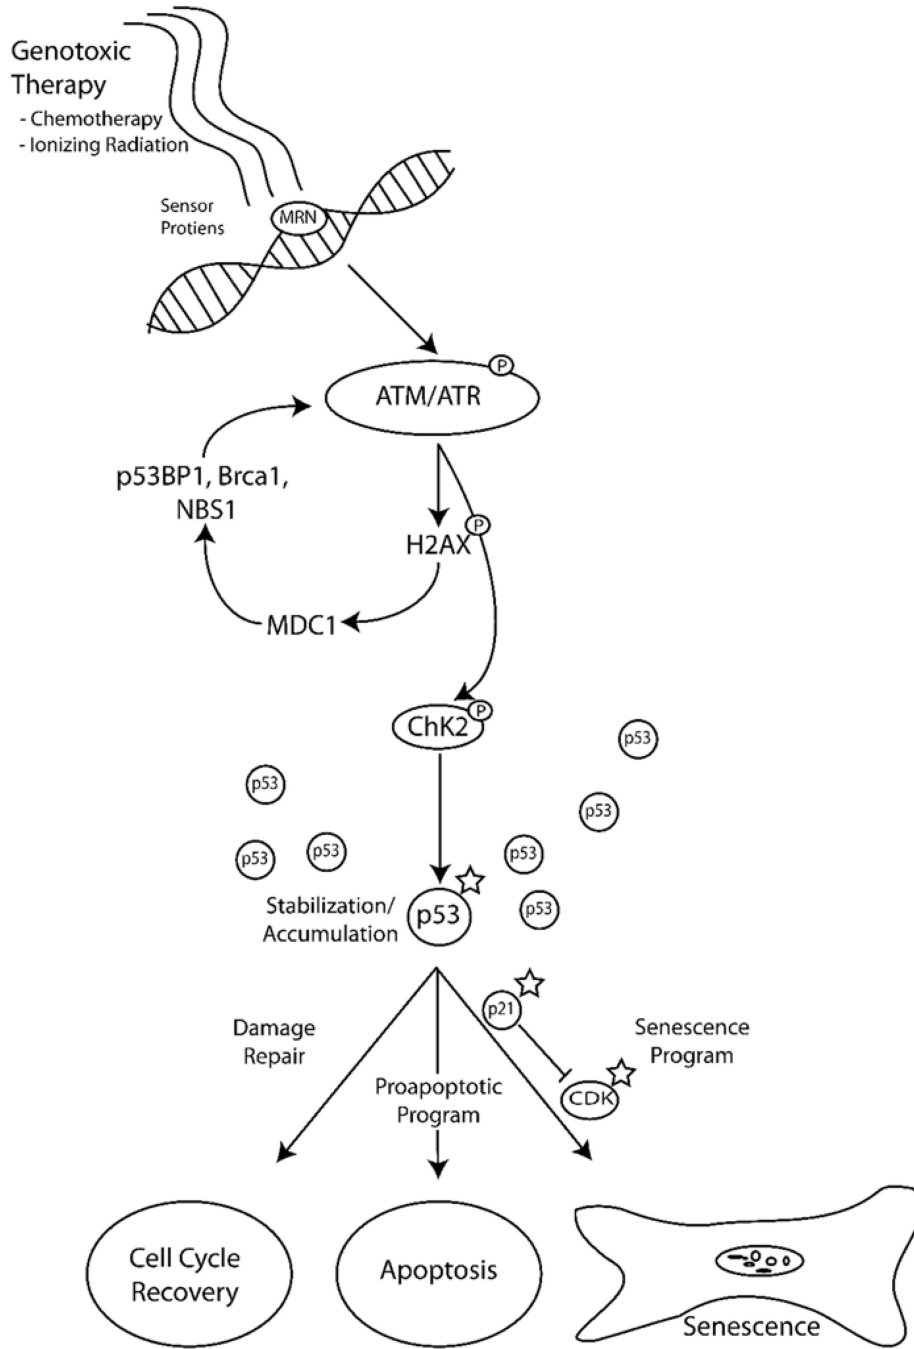 Genotoxic
Therapy
- Chemotherapy
- Ionizing Radiation
Sensor
Protiens
MRN
P
ATM/ATR
p53BP1, Brca1,
NBS1
P
H2AX
MDC1
P
ChK2
p53
p53
p53
p53
p53
p53
p53
Stabilization/
Accumulation
p53
p21
Damage
Repair
Senescence
Program
Proapoptotic
Program
CDK
Cell Cycle
Recovery
Apoptosis
Senescence